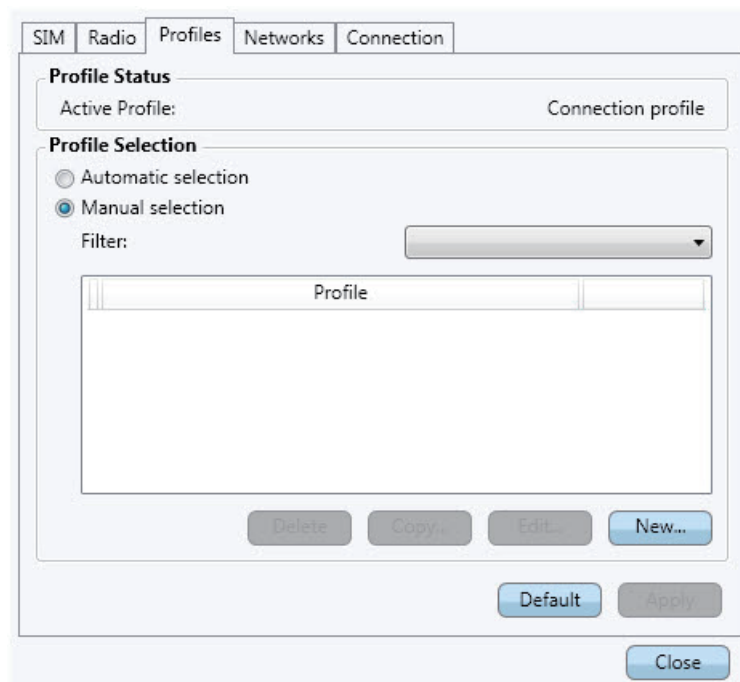 SIM Radio Profiles Networks Connection
Profile Status
Active Profile: Connection profile
Profile Selection
Automatic selection
Manual selection
Filter:
Profile
Delete Copy... Edit... New...
Default Apply
Close